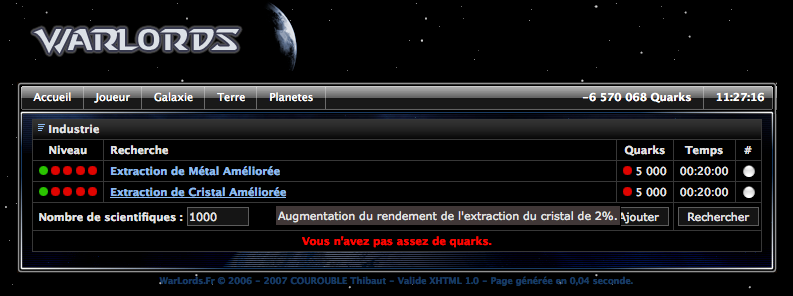 WARLORDS
Accueil Joueur Galaxie Terre Planetes -6 570 068 Quarks 11:27:16
Industrie
Niveau Recherche Quarks Temps #
Extraction de Métal Améliorée 5 000 00:20:00
Extraction de Cristal Améliorée 5 000 00:20:00
Nombre de scientifiques : 1000 Augmentation du rendement de l'extraction du cristal de 2%. Ajouter Rechercher
Vous n'avez pas assez de quarks.
WarLords.Fr © 2006 - 2007 COUROUBLE Thibaut - Valide XHTML 1.0 - Page générée en 0,04 seconde.